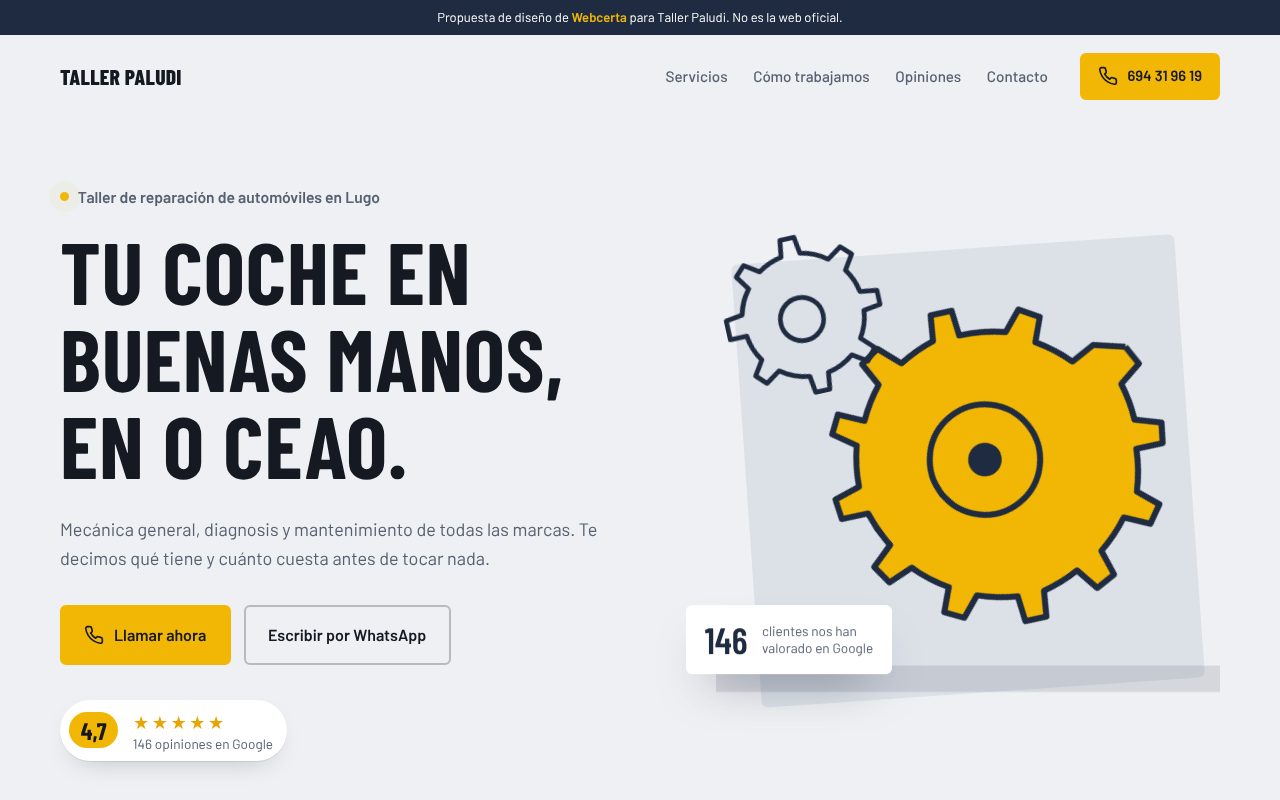 Propuesta de diseño de Webcerta para Taller Paludi. No es la web oficial.
TALLER PALUDI
Servicios
Cómo trabajamos
Opiniones
Contacto
694 31 96 19
Taller de reparación de automóviles en Lugo
TU COCHE EN
BUENAS MANOS,
EN O CEAO.
Mecánica general, diagnosis y mantenimiento de todas las marcas. Te
decimos qué tiene y cuánto cuesta antes de tocar nada.
Llamar ahora
Escribir por WhatsApp
146
clientes nos han
valorado en Google
4,7
★★★★★
146 opiniones en Google